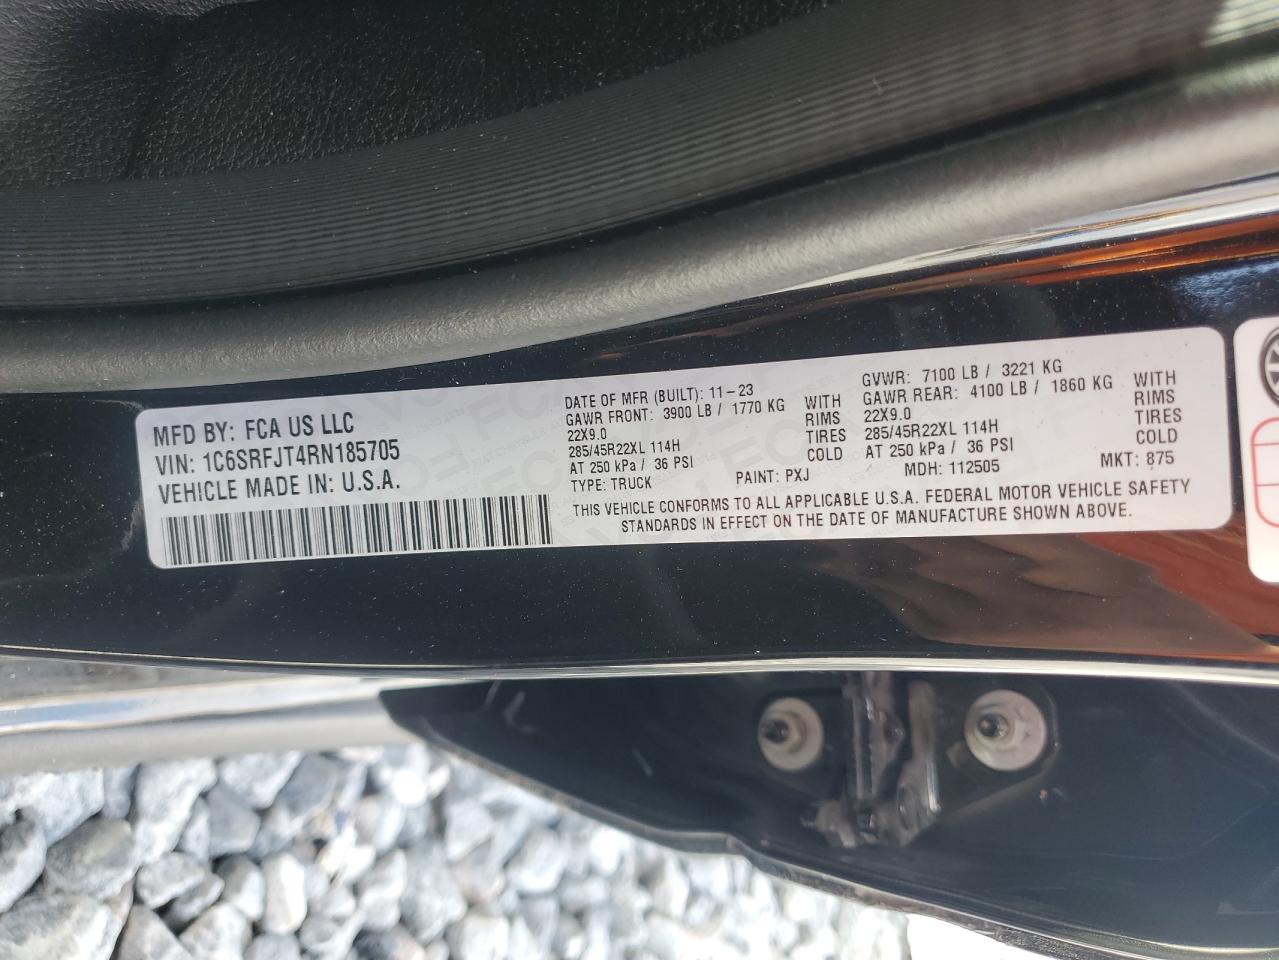 MFD BY: FCA US LLC
VIN: 1C6SRFJT4RN185705
VEHICLE MADE IN: U.S.A.
DATE OF MFR (BUILT): 11-23
GAWR FRONT: 3900 LB / 1770 KG WITH
22X9.0 RIMS
285/45R22XL 114H TIRES
AT 250 kPa / 36 PSI COLD
TYPE: TRUCK PAINT: PXJ
GVWR: 7100 LB / 3221 KG
GAWR REAR: 4100 LB / 1860 KG WITH
22X9.0 RIMS
285/45R22XL 114H TIRES
AT 250 kPa / 36 PSI COLD
MDH: 112505 MKT: 875
THIS VEHICLE CONFORMS TO ALL APPLICABLE U.S.A. FEDERAL MOTOR VEHICLE SAFETY
STANDARDS IN EFFECT ON THE DATE OF MANUFACTURE SHOWN ABOVE.